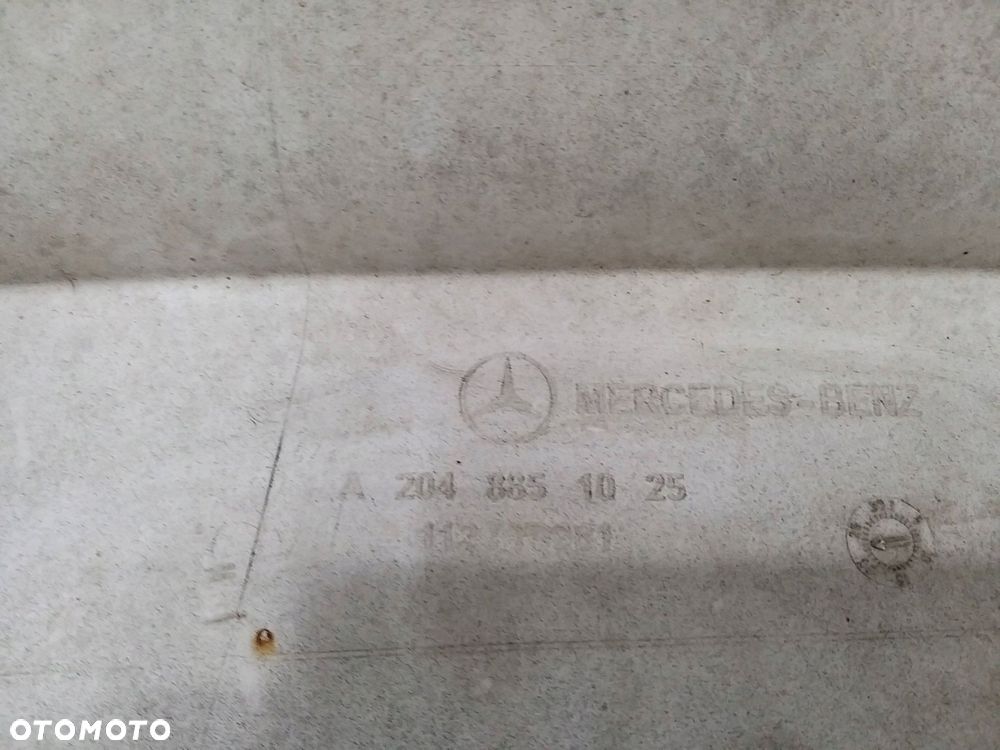 MERCEDES-BENZ
A 204 885 10 25
OTOMOTO